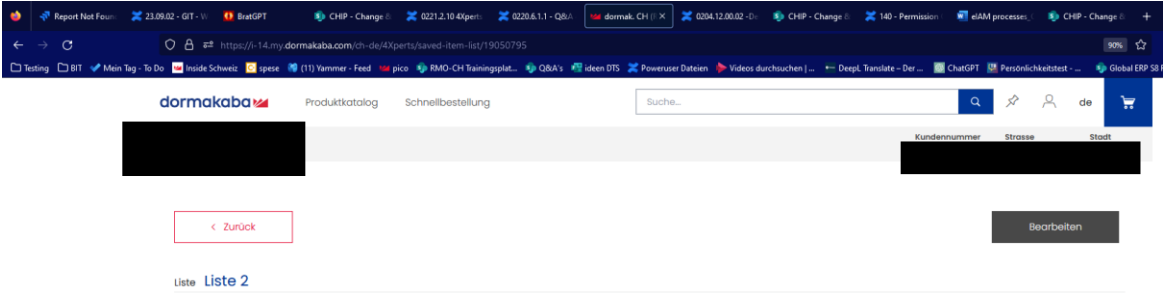 Report Not Foun 23.09.02 - GIT - W BratGPT CHIP - Change & 0221.2.10 4Xperts 0220.6.1.1 - Q&A dormak. CH (I 0204.12.00.02 - De CHIP - Change & 140 - Permission eIAM processes_ CHIP - Change &
https://i-14.my.dormakaba.com/ch-de/4Xperts/saved-item-list/19050795 90%
Testing BIT Mein Tag - To Do Inside Schweiz spese (11) Yammer - Feed pico RMO-CH Trainingsplat... Q&A's ideen DTS Poweruser Dateien Videos durchsuchen | ... DeepL Translate – Der ... ChatGPT Persönlichkeitstest - ... Global ERP S8
dormakaba Produktkatalog Schnellbestellung Suche... de
Kundennummer Strasse Stadt
< Zurück Bearbeiten
Liste Liste 2